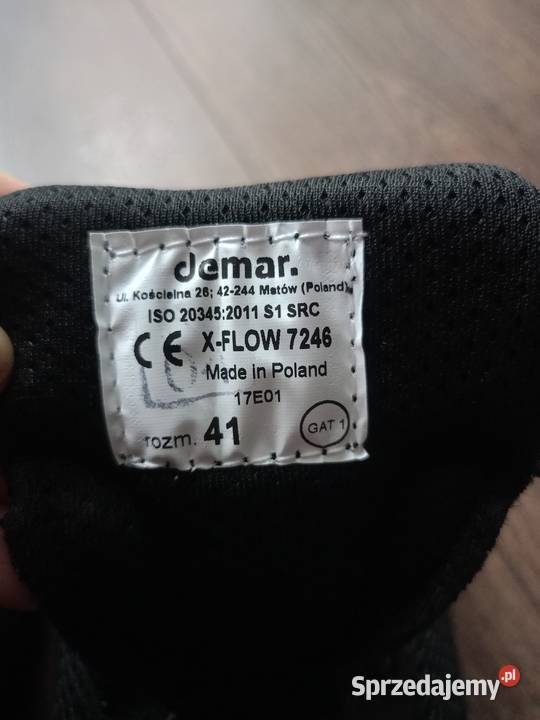 demar.
Ul. Kościelna 26; 42-244 Mstów (Poland)
ISO 20345:2011 S1 SRC
CE X-FLOW 7246
Made in Poland
17E01
rozm. 41
GAT 1
Sprzedajemy.pl